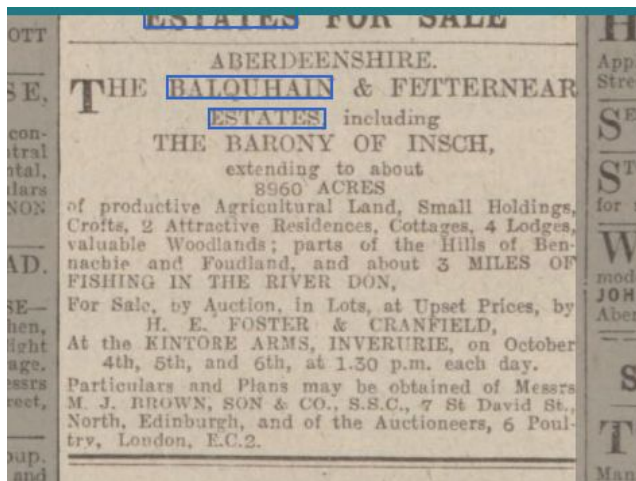 ESTATES FOR SALE
ABERDEENSHIRE.
THE BALQUHAIN & FETTERNEAR
ESTATES, including
THE BARONY OF INSCH,
extending to about
8960 ACRES
of productive Agricultural Land, Small Holdings,
Crofts, 2 Attractive Residences, Cottages, 4 Lodges,
valuable Woodlands; parts of the Hills of Ben-
nachie and Foudland, and about 3 MILES OF
FISHING IN THE RIVER DON,
For Sale, by Auction, in Lots, at Upset Prices, by
H. E. FOSTER & CRANFIELD,
At the KINTORE ARMS, INVERURIE, on October
4th, 5th, and 6th, at 1.30 p.m. each day.
Particulars and Plans may be obtained of Messrs
M. J. BROWN, SON & CO., S.S.C., 7 St David St.,
North, Edinburgh, and of the Auctioneers, 6 Poul-
try, London, E.C.2.